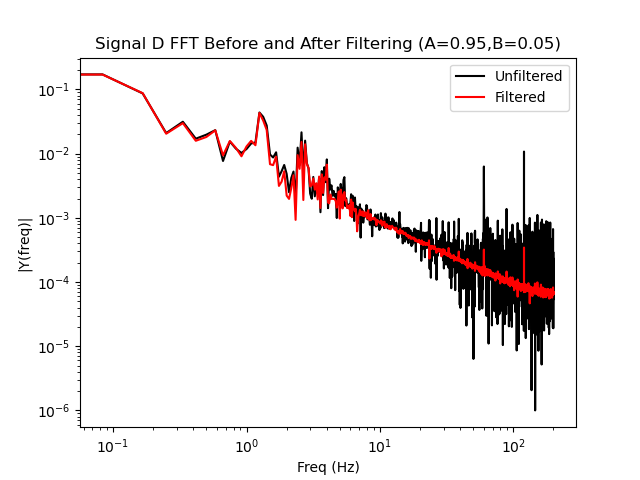 Signal D FFT Before and After Filtering (A=0.95,B=0.05)
Unfiltered
Filtered
|Y(freq)|
10⁻¹
10⁻²
10⁻³
10⁻⁴
10⁻⁵
10⁻⁶
10⁻¹ 10⁰ 10¹ 10²
Freq (Hz)